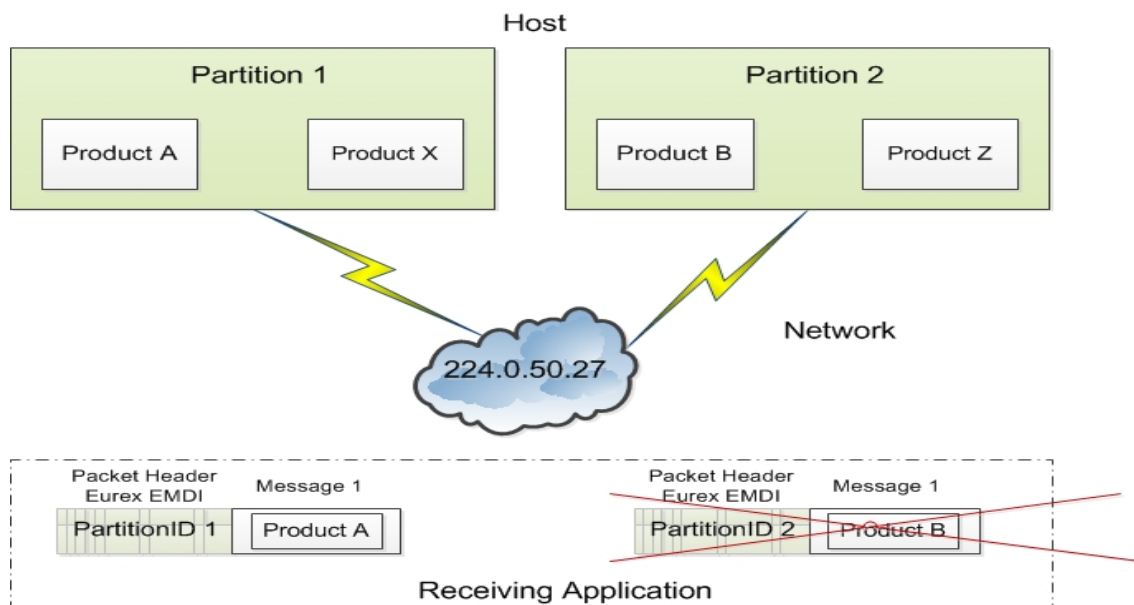 Host
Partition 1
Partition 2
Product A
Product X
Product B
Product Z
Network
224.0.50.27
Packet Header
Eurex EMDI
Message 1
PartitionID 1
Product A
Packet Header
Eurex EMDI
Message 1
PartitionID 2
Product B
Receiving Application